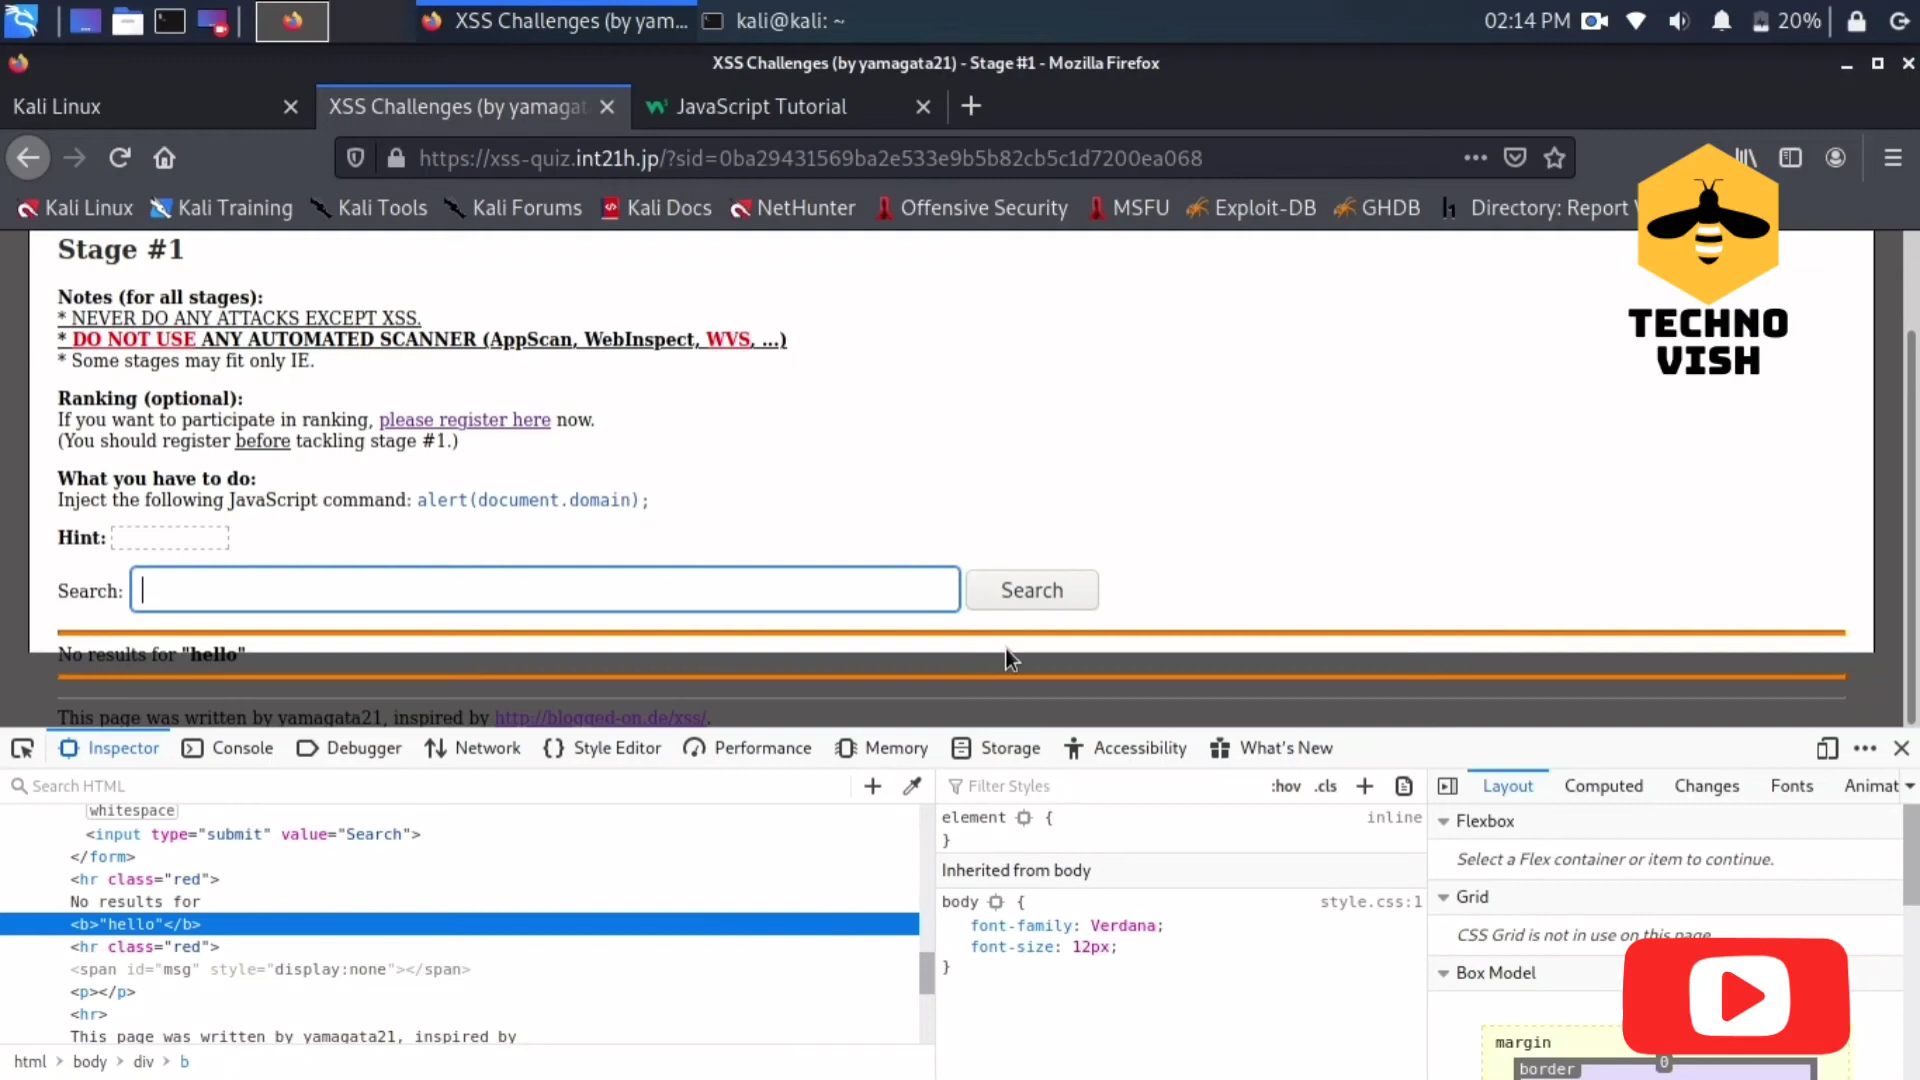 XSS Challenges (by yam...
kali@kali: ~
02:14 PM
20%
XSS Challenges (by yamagata21) - Stage #1 - Mozilla Firefox
Kali Linux
XSS Challenges (by yamagat
JavaScript Tutorial
https://xss-quiz.int21h.jp/?sid=0ba29431569ba2e533e9b5b82cb5c1d7200ea068
Kali Linux
Kali Training
Kali Tools
Kali Forums
Kali Docs
NetHunter
Offensive Security
MSFU
Exploit-DB
GHDB
Directory: Report
TECHNO
VISH
Stage #1
Notes (for all stages):
* NEVER DO ANY ATTACKS EXCEPT XSS.
* DO NOT USE ANY AUTOMATED SCANNER (AppScan, WebInspect, WVS, ...)
* Some stages may fit only IE.
Ranking (optional):
If you want to participate in ranking, please register here now.
(You should register before tackling stage #1.)
What you have to do:
Inject the following JavaScript command: alert(document.domain);
Hint:
Search:
Search
No results for "hello"
This page was written by yamagata21, inspired by http://blogged-on.de/xss/.
Inspector
Console
Debugger
Network
Style Editor
Performance
Memory
Storage
Accessibility
What's New
Search HTML
Filter Styles
:hov
.cls
Layout
Computed
Changes
Fonts
Animat
whitespace
<input type="submit" value="Search">
</form>
<hr class="red">
No results for
<b>"hello"</b>
<hr class="red">
<span id="msg" style="display:none"></span>
<p></p>
<hr>
This page was written by yamagata21, inspired by
html > body > div > b
element { inline
}
Inherited from body
body { style.css:1
font-family: Verdana;
font-size: 12px;
}
Flexbox
Select a Flex container or item to continue.
Grid
CSS Grid is not in use on this page
Box Model
margin
border
0